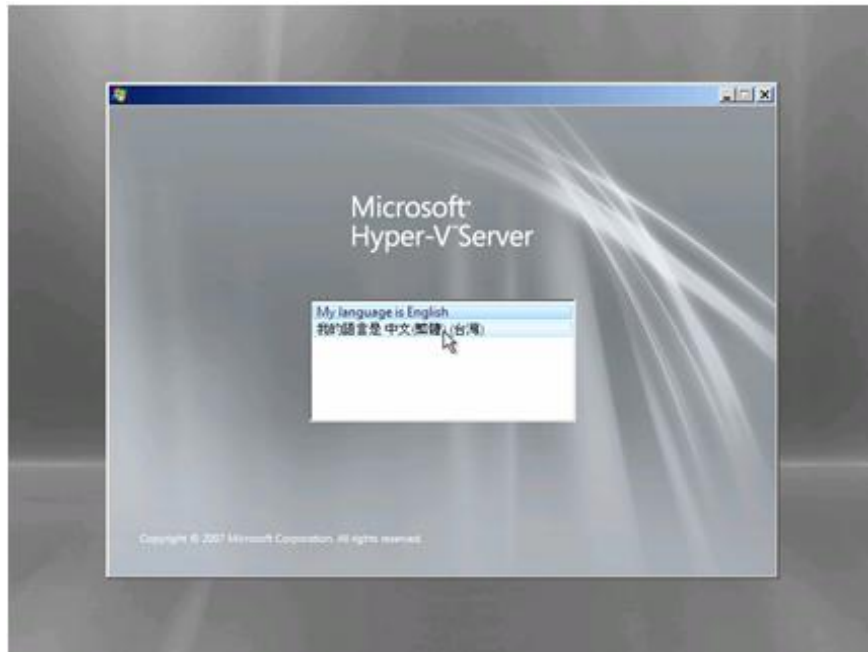 Microsoft®
Hyper-V™Server
My language is English
我的語言是 中文(繁體) (台灣)
Copyright © 2007 Microsoft Corporation. All rights reserved.